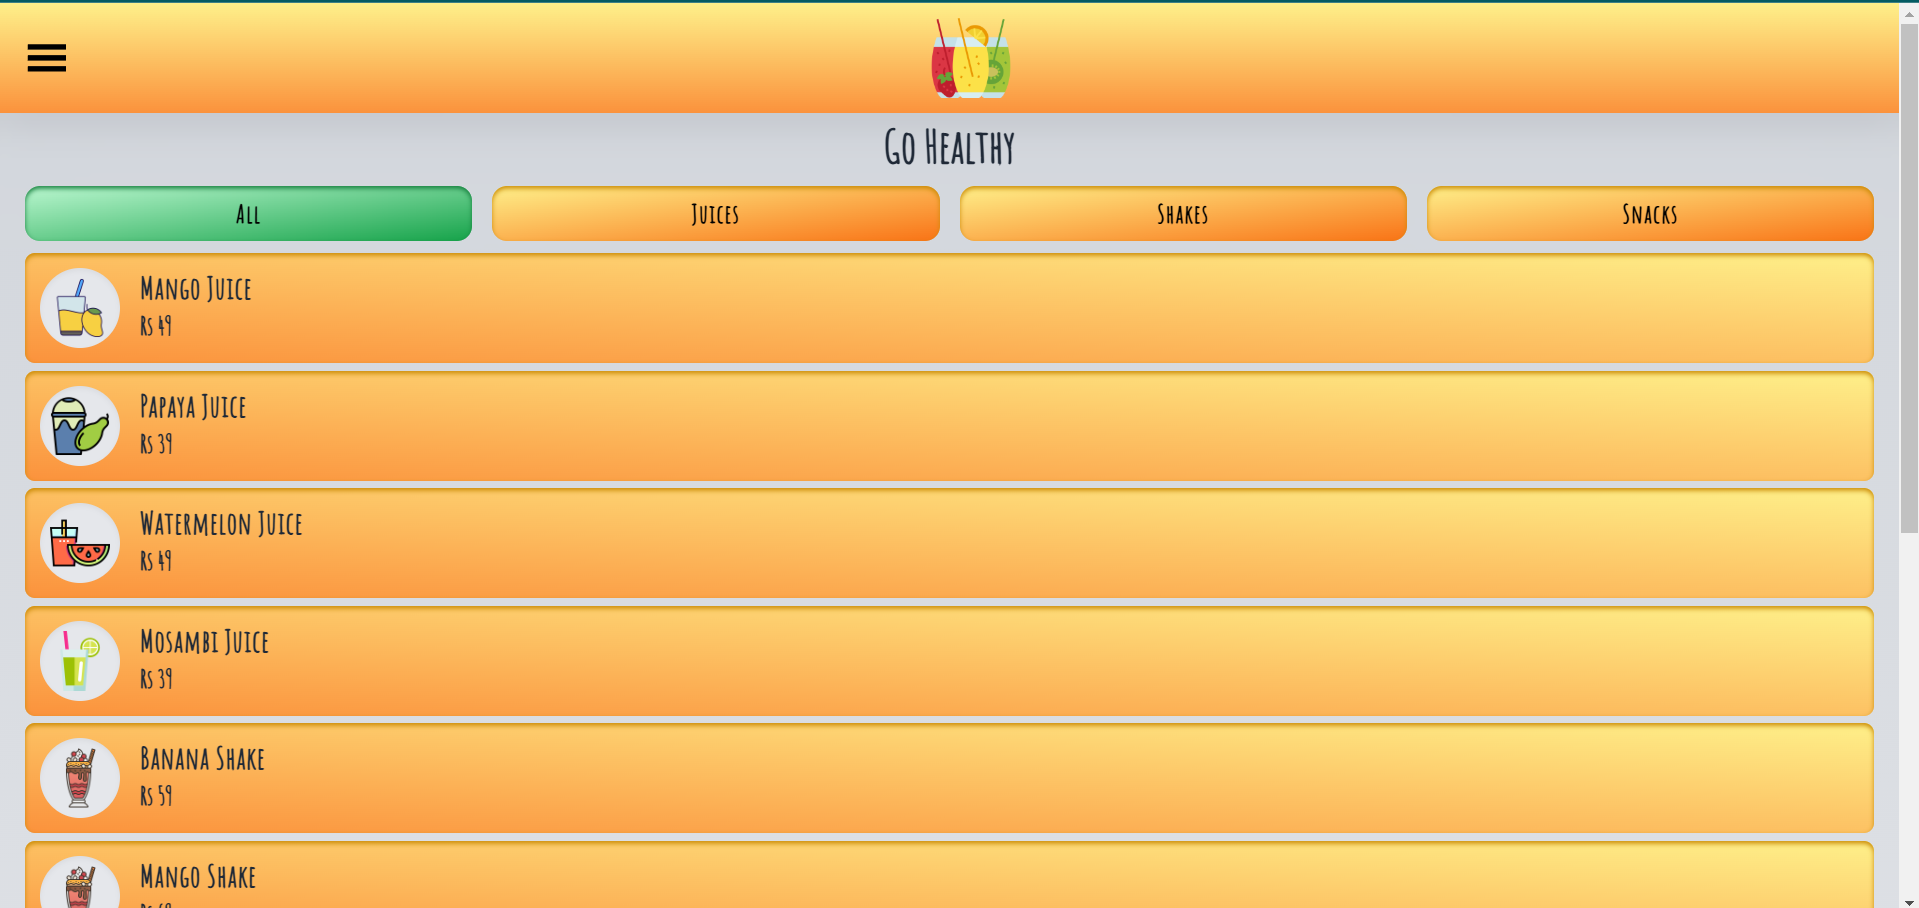 Go Healthy
All
Juices
Shakes
Snacks
Mango Juice
Rs 49
Papaya Juice
Rs 39
Watermelon Juice
Rs 49
Mosambi Juice
Rs 39
Banana Shake
Rs 59
Mango Shake